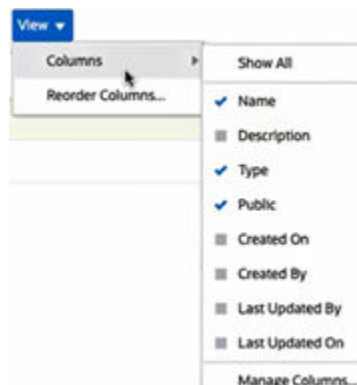 View
Columns
Reorder Columns...
Show All
Name
Description
Type
Public
Created On
Created By
Last Updated By
Last Updated On
Manage Columns...